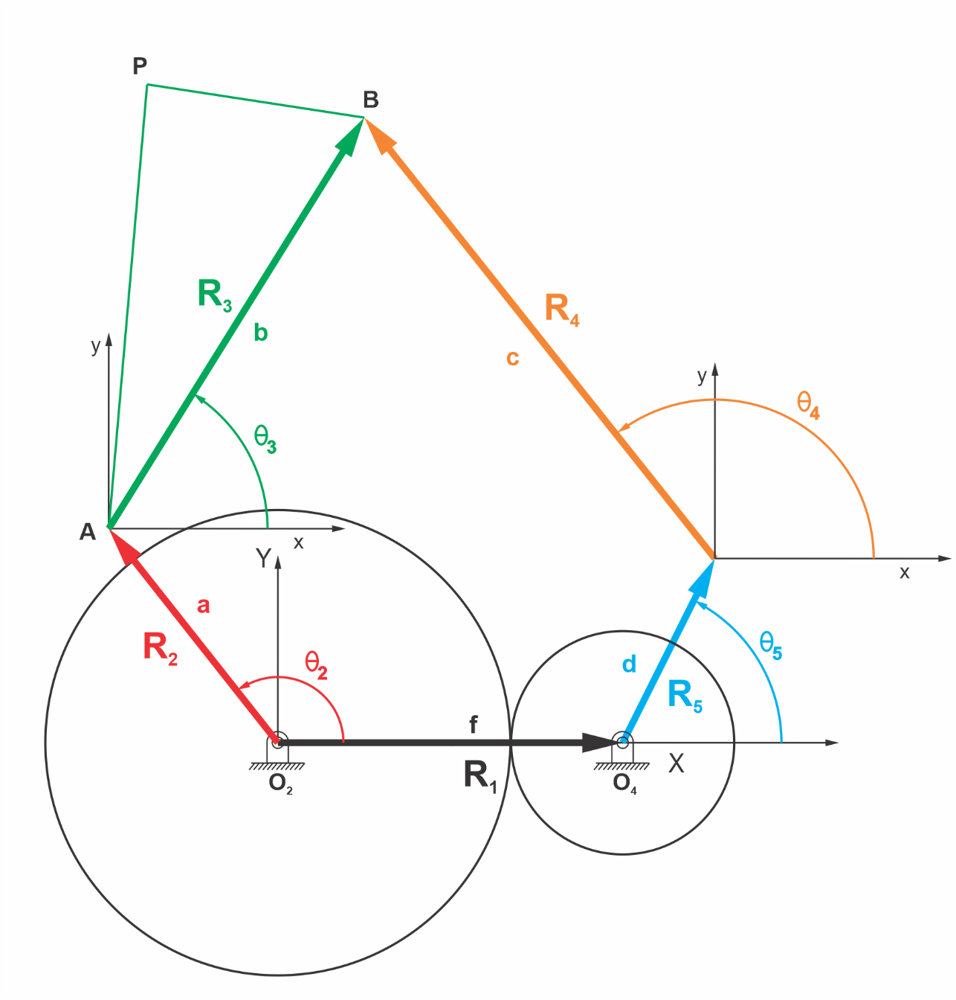 P
B
R₃
b
R₄
c
y
y
θ₄
θ₃
A
x
Y
x
a
R₂
θ₂
θ₅
d
R₅
f
R₁
X
O₂
O₄